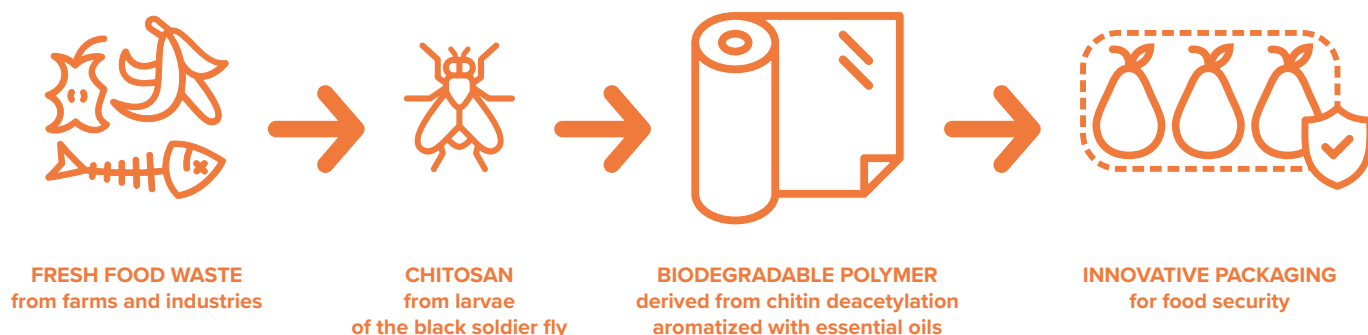 FRESH FOOD WASTE
from farms and industries
CHITOSAN
from larvae
of the black soldier fly
BIODEGRADABLE POLYMER
derived from chitin deacetylation
aromatized with essential oils
INNOVATIVE PACKAGING
for food security